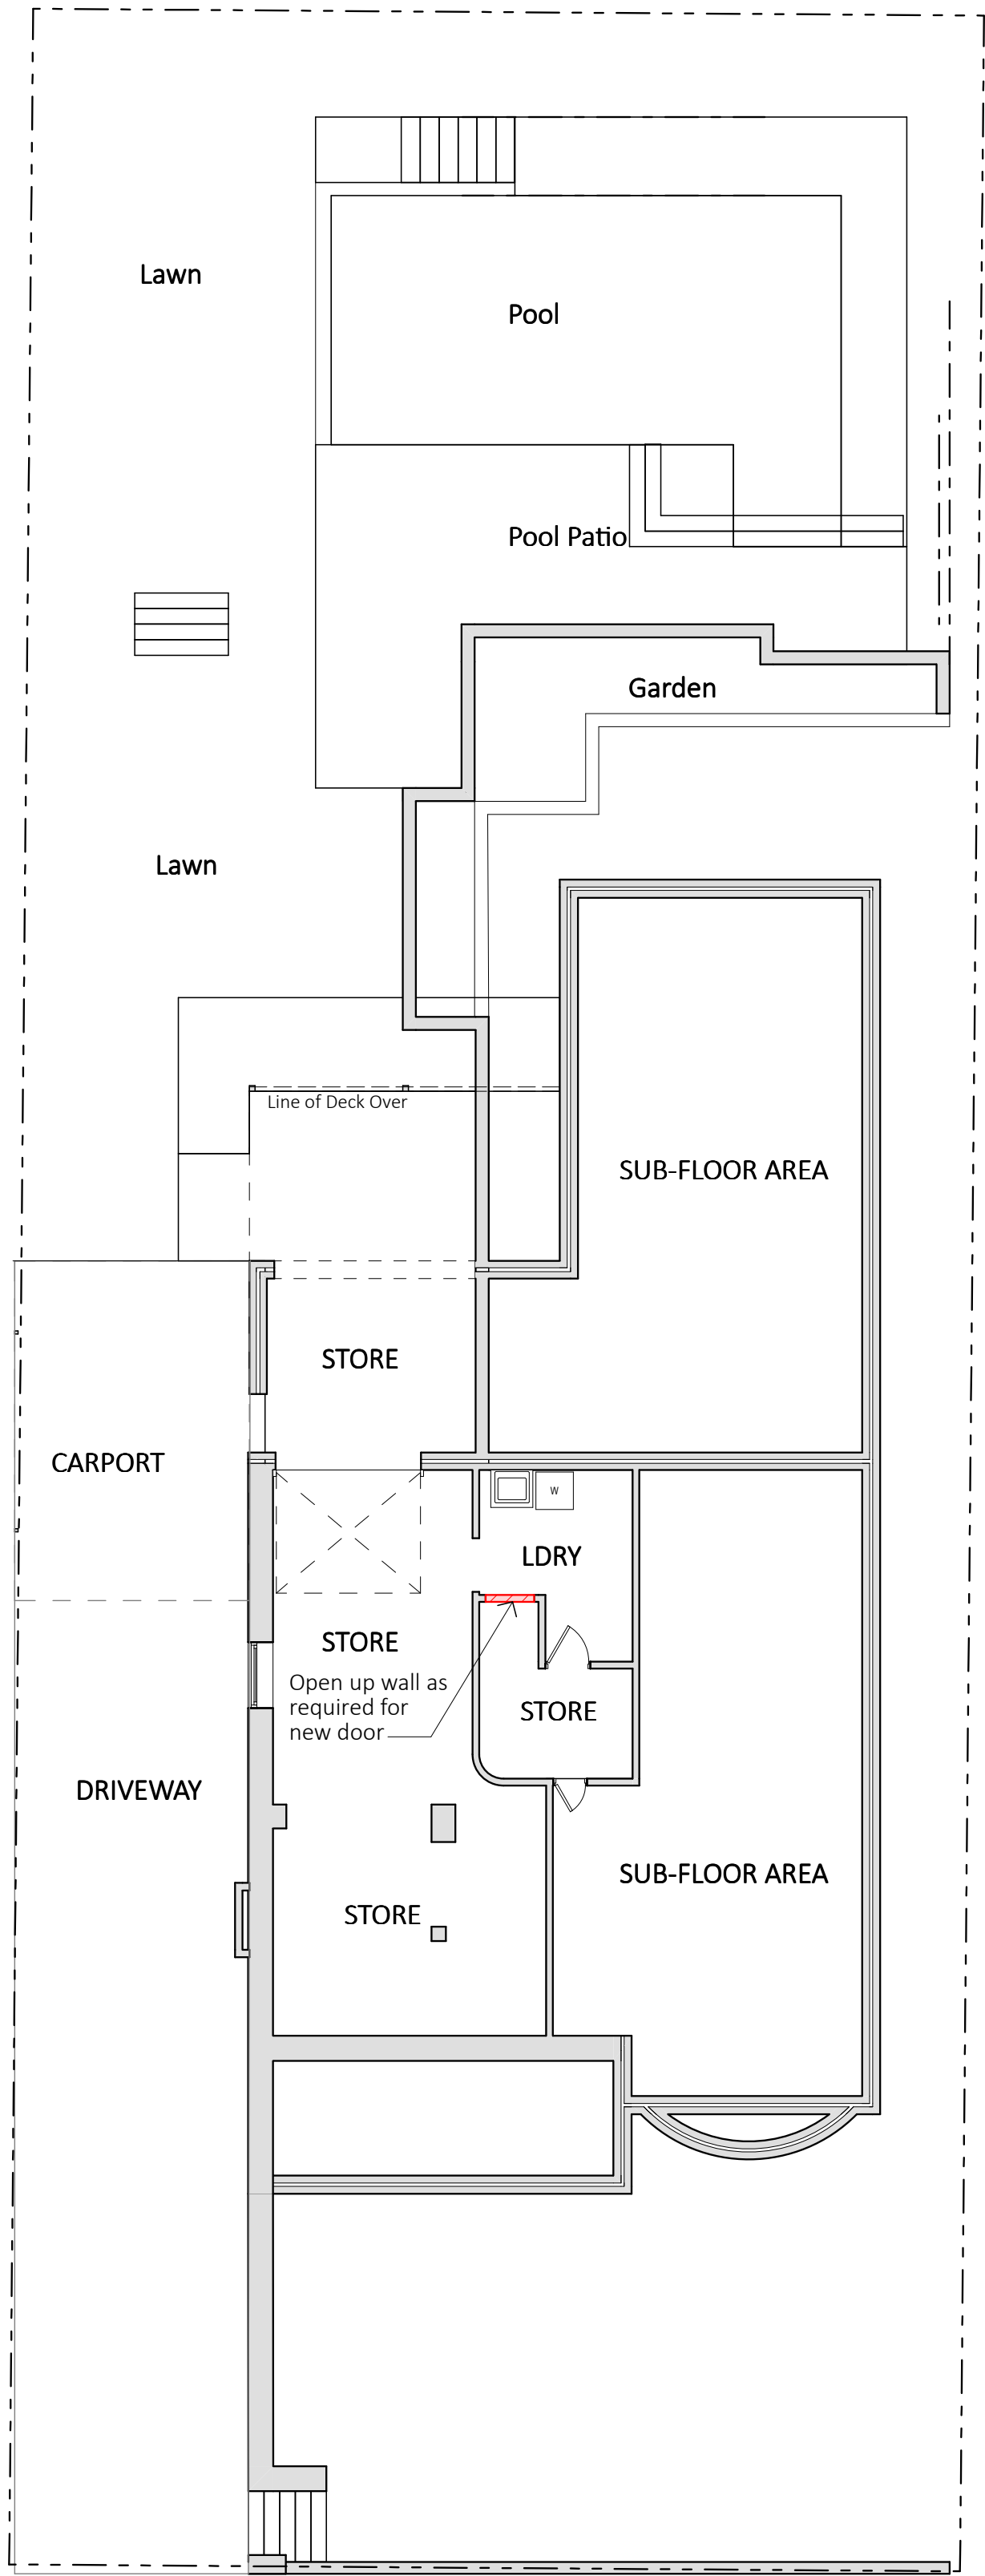 Lawn
Pool
Pool Patio
Garden
Lawn
Line of Deck Over
SUB-FLOOR AREA
STORE
CARPORT
W
LDRY
STORE
Open up wall as
required for
new door
STORE
DRIVEWAY
SUB-FLOOR AREA
STORE